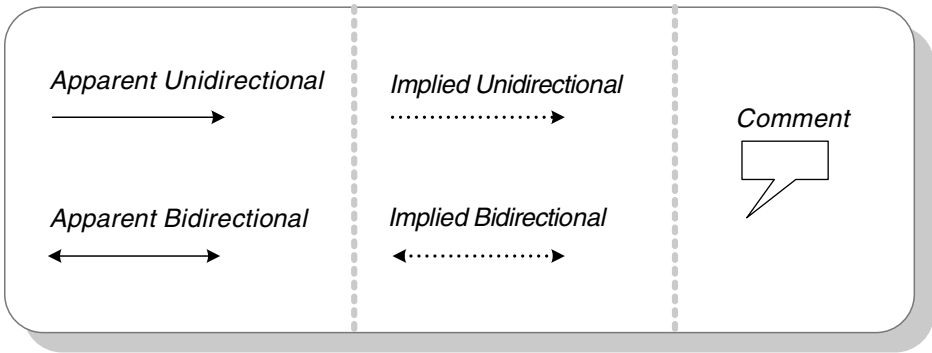 Apparent Unidirectional
Apparent Bidirectional
Implied Unidirectional
Implied Bidirectional
Comment